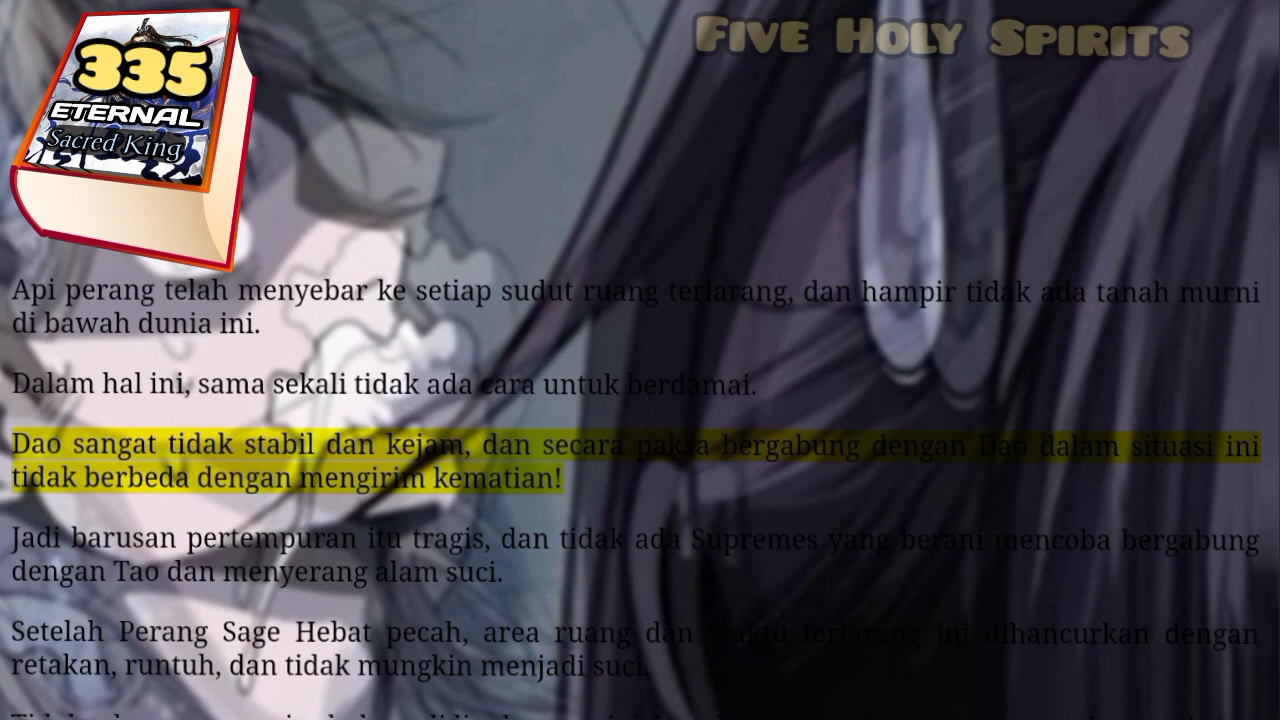 Five Holy Spirits
335
ETERNAL
Sacred King
Api perang telah menyebar ke setiap sudut ruang terlarang, dan hampir tidak ada tanah murni
di bawah dunia ini.
Dalam hal ini, sama sekali tidak ada cara untuk berdamai.
Dao sangat tidak stabil dan kejam, dan secara paksa bergabung dengan Dao dalam situasi ini
tidak berbeda dengan mengirim kematian!
Jadi barusan pertempuran itu tragis, dan tidak ada Supremes yang berani mencoba bergabung
dengan Tao dan menyerang alam suci.
Setelah Perang Sage Hebat pecah, area ruang dan waktu terlarang ini dihancurkan dengan
retakan, runtuh, dan tidak mungkin menjadi suci.